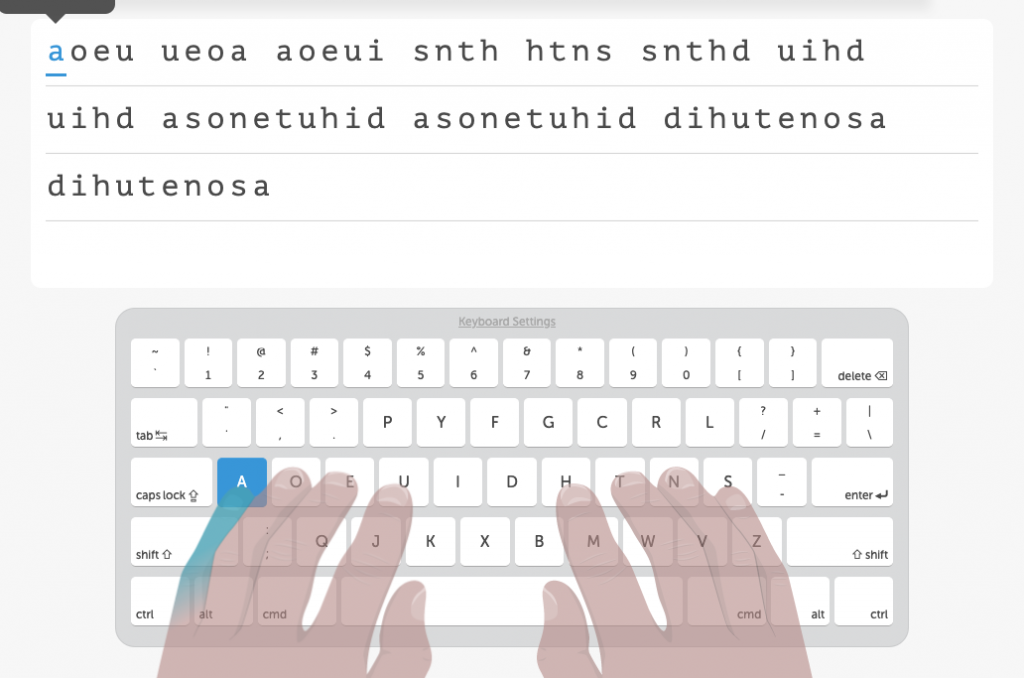 aoeu ueoa aoeui snth htns snthd uihd
uihd asonetuhid asonetuhid dihutenosa
dihutenosa
Keyboard Settings
~ ! @ # $ % ^ & * ( ) { }
` 1 2 3 4 5 6 7 8 9 0 [ ] delete
" < > ? + |
tab ' , . P Y F G C R L / = \
caps lock A O E U I D H T N S _ - enter
shift : ; Q J K X B M W V Z shift
ctrl alt cmd cmd alt ctrl